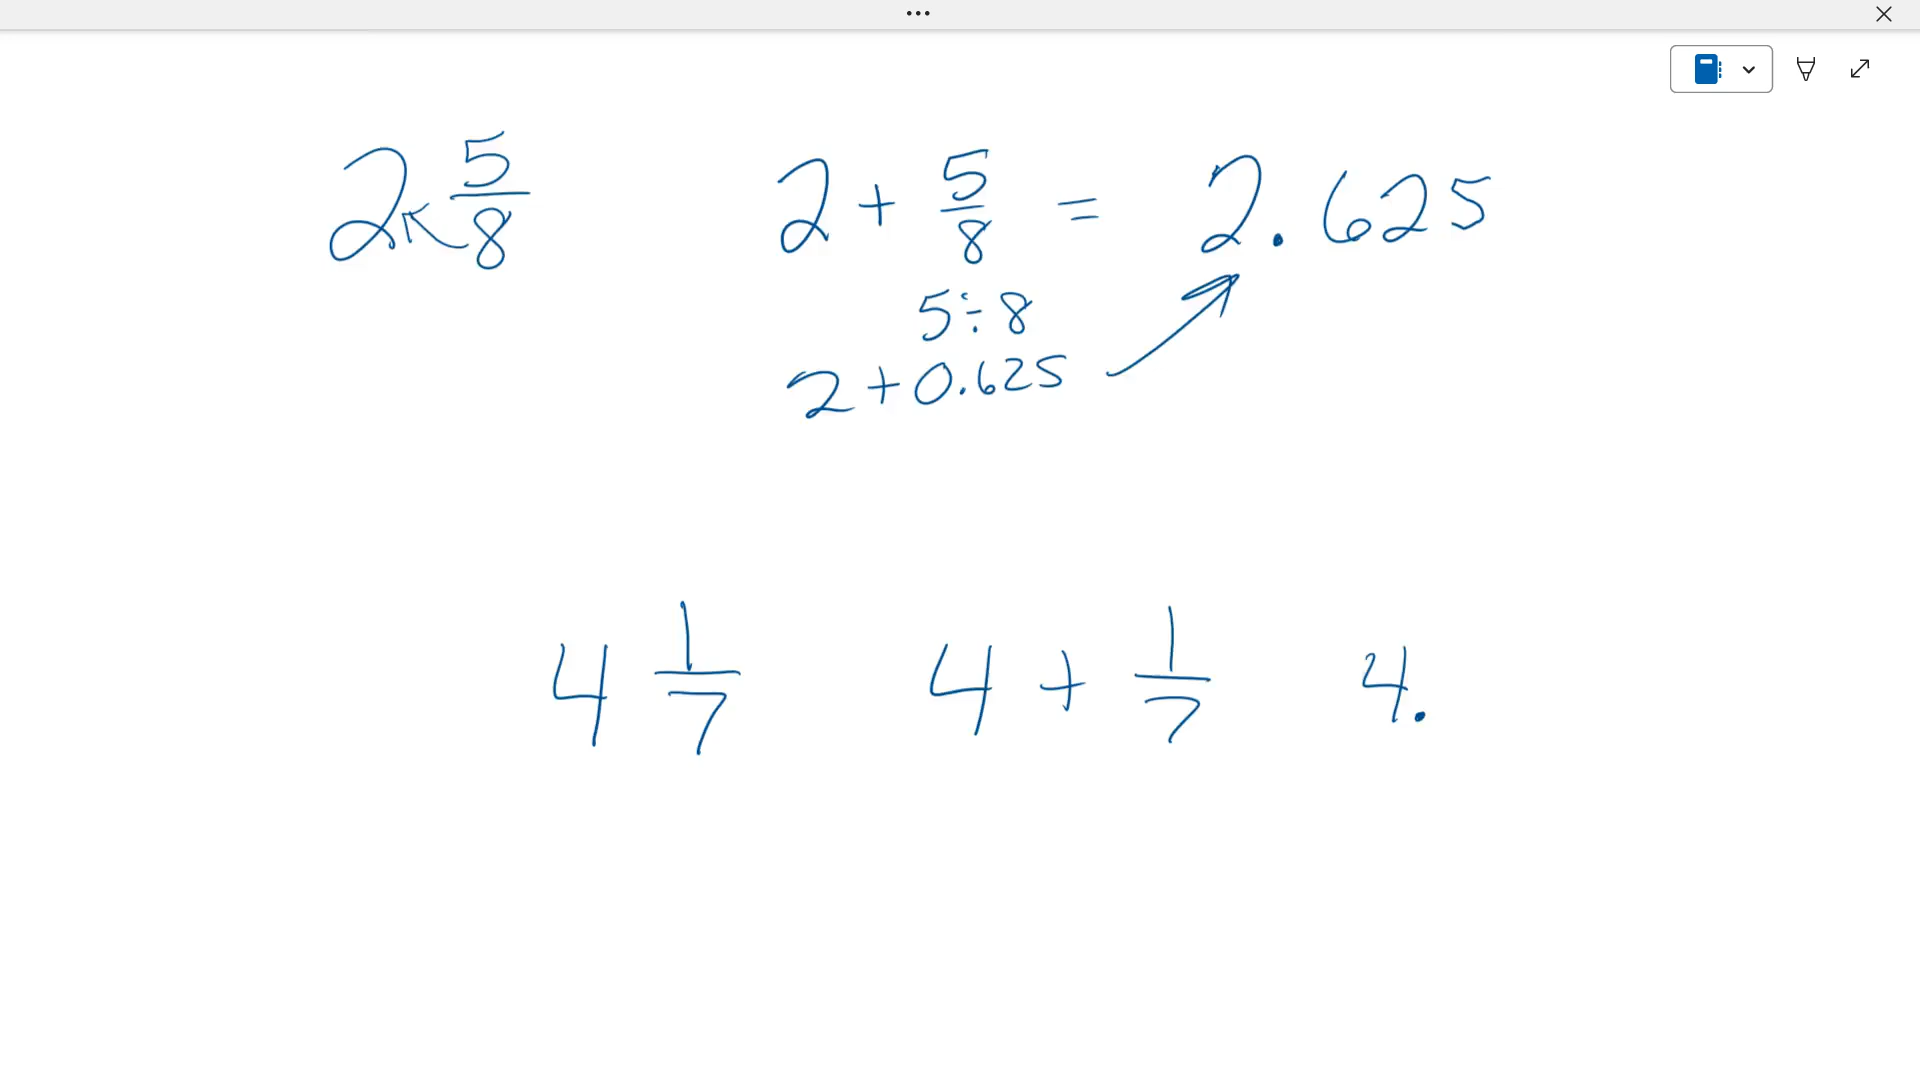 2 5/8   2 + 5/8 = 2.625
5 ÷ 8
2 + 0.625
4 1/7   4 + 1/7   4.